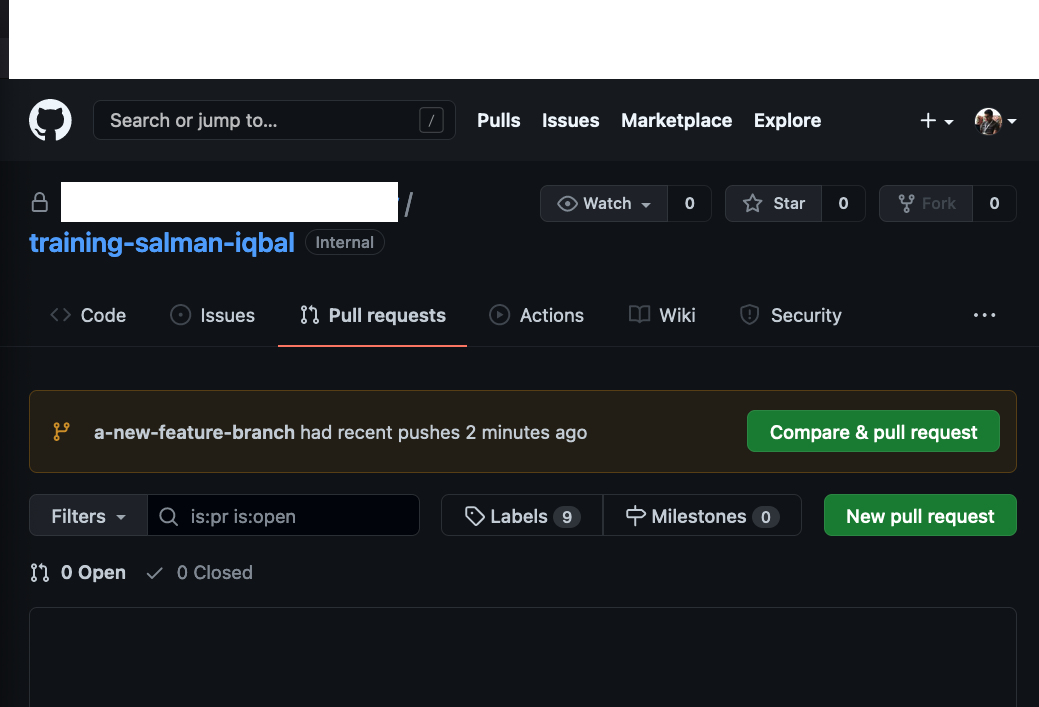 Search or jump to... /
Pulls Issues Marketplace Explore
/
Watch 0 Star 0 Fork 0
training-salman-iqbal Internal
Code Issues Pull requests Actions Wiki Security ...
a-new-feature-branch had recent pushes 2 minutes ago
Compare & pull request
Filters is:pr is:open Labels 9 Milestones 0 New pull request
0 Open 0 Closed